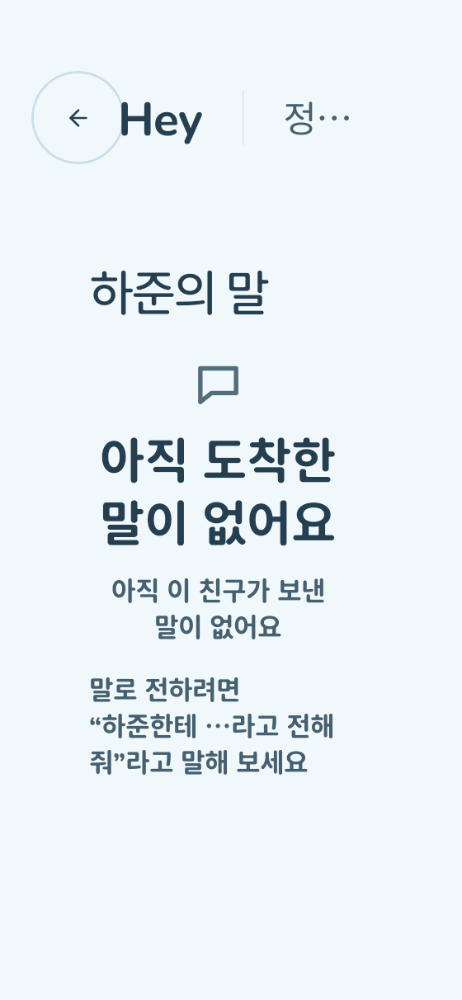 Hey
정…
하준의 말
아직 도착한
말이 없어요
아직 이 친구가 보낸
말이 없어요
말로 전하려면
“하준한테 …라고 전해
줘”라고 말해 보세요